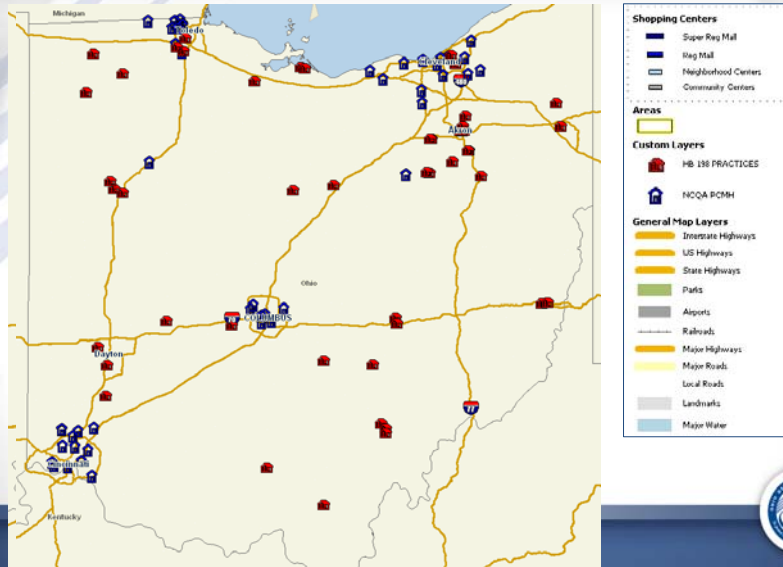 Michigan
Toledo
Cleveland
Akron
Ohio
COLUMBUS
Dayton
Cincinnati
Kentucky
70
77
Shopping Centers
Super Reg Mall
Reg Mall
Neighborhood Centers
Community Centers
Areas
Custom Layers
HB 198 PRACTICES
NCQA PCMH
General Map Layers
Interstate Highways
US Highways
State Highways
Parks
Airports
Railroads
Major Highways
Major Roads
Local Roads
Landmarks
Major Water